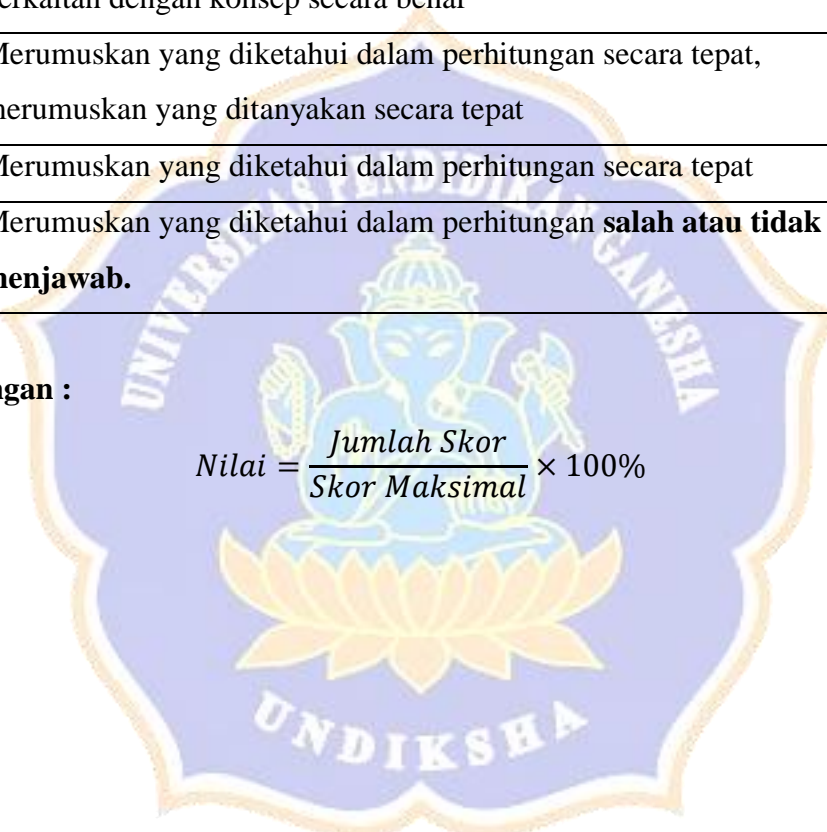 erkaitan dengan konsep secara benar
Merumuskan yang diketahui dalam perhitungan secara tepat,
merumuskan yang ditanyakan secara tepat
Merumuskan yang diketahui dalam perhitungan secara tepat
Merumuskan yang diketahui dalam perhitungan salah atau tidak
menjawab.
ngan :
Nilai = Jumlah Skor / Skor Maksimal × 100%
UNIVERSITAS PENDIDIKAN GANESHA
UNDIKSHA